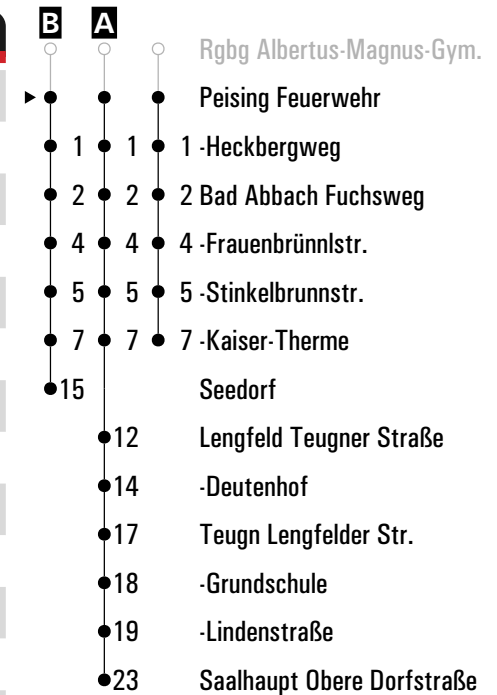 B A
Rgbg Albertus-Magnus-Gym.
Peising Feuerwehr
1 1 1 -Heckbergweg
2 2 2 Bad Abbach Fuchsweg
4 4 4 -Frauenbrünnlstr.
5 5 5 -Stinkelbrunnstr.
7 7 7 -Kaiser-Therme
15 Seedorf
12 Lengfeld Teugner Straße
14 -Deutenhof
17 Teugn Lengfelder Str.
18 -Grundschule
19 -Lindenstraße
23 Saalhaupt Obere Dorfstraße